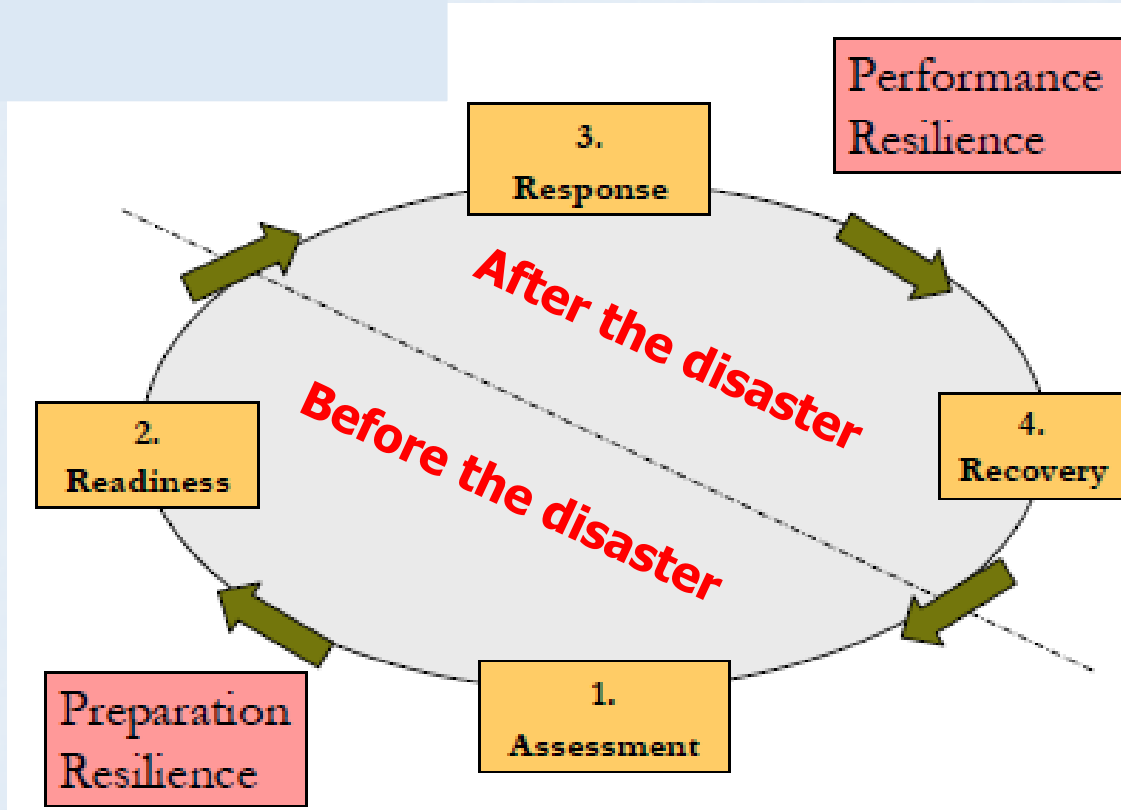 Performance
Resilience
3.
Response
After the disaster
Before the disaster
2.
Readiness
4.
Recovery
Preparation
Resilience
1.
Assessment